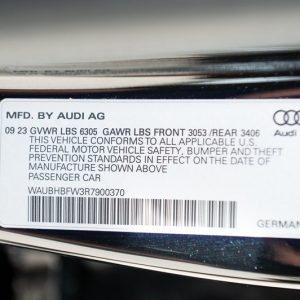 MFD. BY AUDI AG
Audi
09 23 GVWR LBS 6305 GAWR LBS FRONT 3053 /REAR 3406
THIS VEHICLE CONFORMS TO ALL APPLICABLE U.S.
FEDERAL MOTOR VEHICLE SAFETY, BUMPER AND THEFT
PREVENTION STANDARDS IN EFFECT ON THE DATE OF
MANUFACTURE SHOWN ABOVE
PASSENGER CAR
WAUBHBFW3R7900370
GERMAN